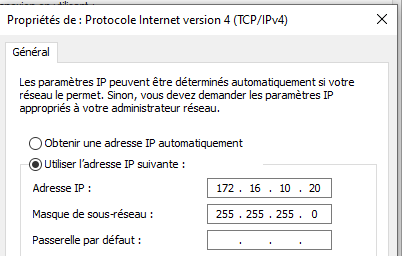 Propriétés de : Protocole Internet version 4 (TCP/IPv4)
Général
Les paramètres IP peuvent être déterminés automatiquement si votre
réseau le permet. Sinon, vous devez demander les paramètres IP
appropriés à votre administrateur réseau.
Obtenir une adresse IP automatiquement
Utiliser l'adresse IP suivante :
Adresse IP : 172 . 16 . 10 . 20
Masque de sous-réseau : 255 . 255 . 255 . 0
Passerelle par défaut : . . .